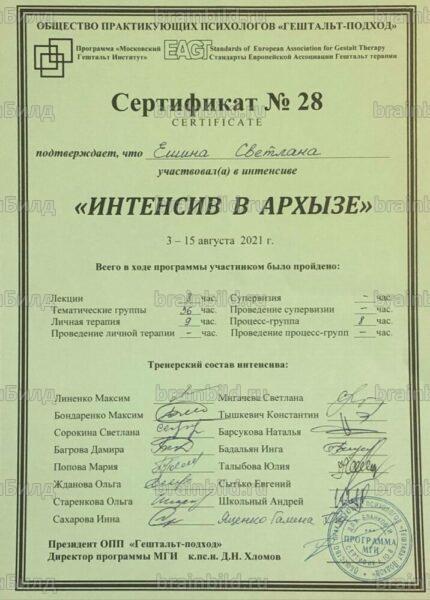 ОБЩЕСТВО ПРАКТИКУЮЩИХ ПСИХОЛОГОВ «ГЕШТАЛЬТ-ПОДХОД»
Программа «Московский Гештальт Институт»
EAGT Standards of European Association for Gestalt Therapy
Стандарты Европейской Ассоциации Гештальт терапии
Сертификат № 28
CERTIFICATE
подтверждает, что Ешина Светлана
участвовал(а) в интенсиве
«ИНТЕНСИВ В АРХЫЗЕ»
3 – 15 августа 2021 г.
Всего в ходе программы участником было пройдено:
Лекции 8 час. Супервизия час.
Тематические группы 36 час. Проведение супервизии – час.
Личная терапия 9 час. Процесс-группа 8 час.
Проведение личной терапии – час. Проведение процесс-групп – час.
Тренерский состав интенсива:
Линенко Максим Мигачева Светлана
Бондаренко Максим Тышкевич Константин
Сорокина Светлана Барсукова Наталья
Багрова Дамира Бадальян Инга
Попова Мария Талыбова Юлия
Жданова Ольга Сытько Евгений
Старенкова Ольга Школьный Андрей
Сахарова Инна Ященко Галина
Президент ОПП «Гештальт-подход»
Директор программы МГИ к.пс.н. Д.Н. Хломов
ПРОГРАММА
МГИ
brainbild.ru